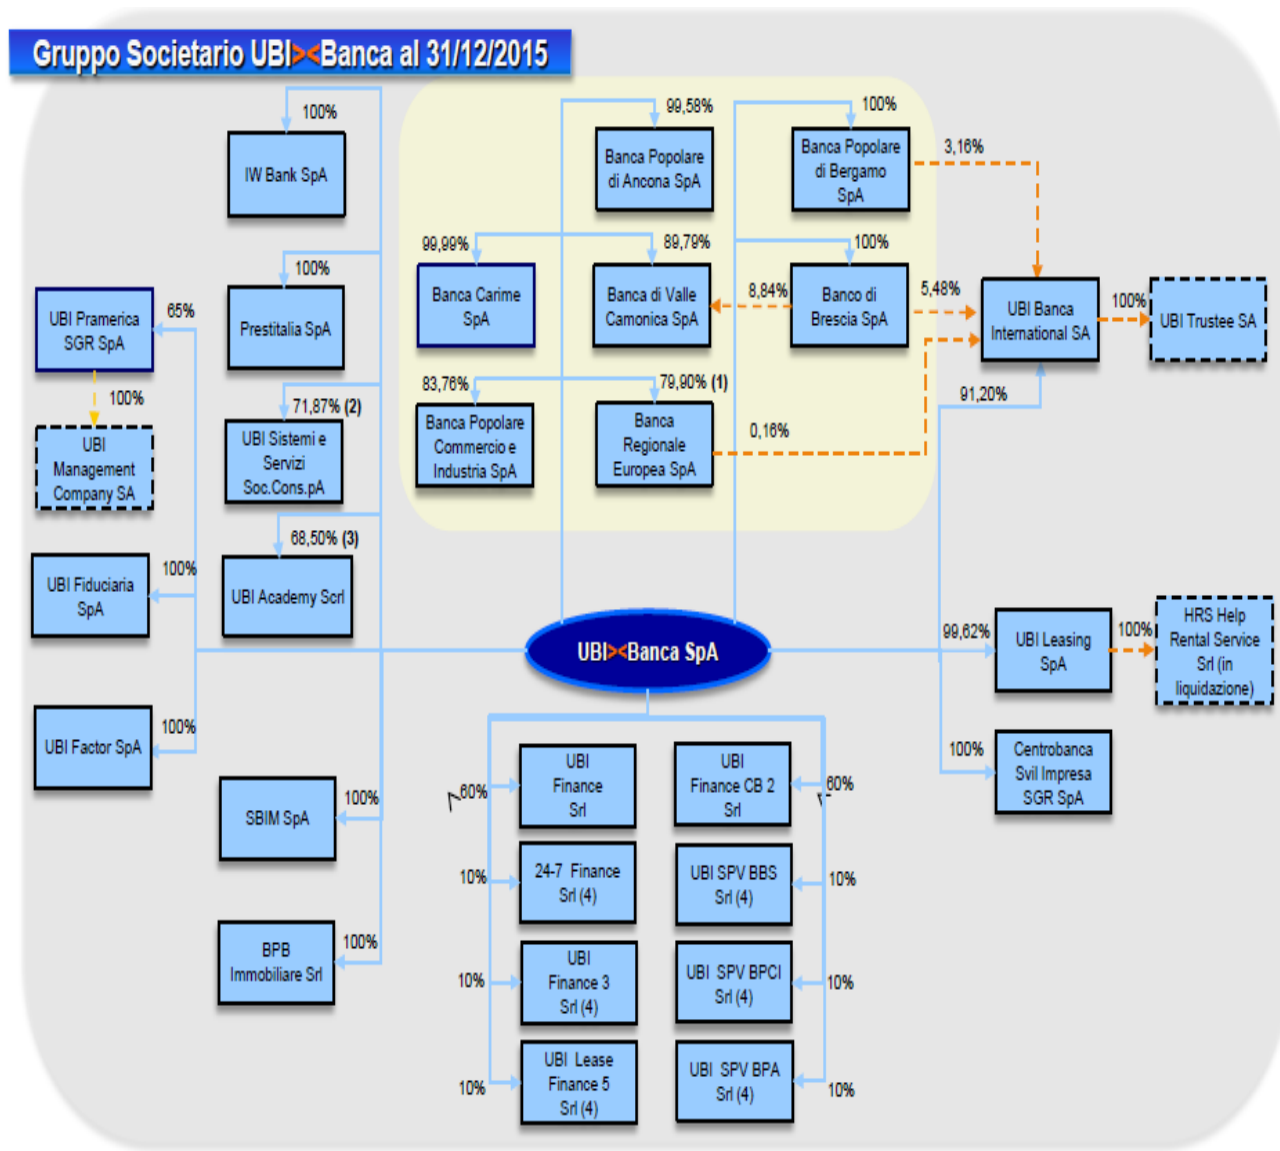 Gruppo Societario UBI><Banca al 31/12/2015
100%
IW Bank SpA
100%
Prestitalia SpA
71,87% (2)
UBI Sistemi e
Servizi
Soc.Cons.pA
68,50% (3)
UBI Academy Scrl
65%
UBI Pramerica
SGR SpA
100%
UBI
Management
Company SA
100%
UBI Fiduciaria
SpA
100%
UBI Factor SpA
100%
SBIM SpA
100%
BPB
Immobiliare Srl
99,58%
Banca Popolare
di Ancona SpA
100%
Banca Popolare
di Bergamo
SpA
3,16%
99,99%
Banca Carime
SpA
89,79%
Banca di Valle
Camonica SpA
8,84%
100%
Banco di
Brescia SpA
5,48%
83,76%
Banca Popolare
Commercio e
Industria SpA
79,90% (1)
Banca
Regionale
Europea SpA
0,16%
UBI Banca
International SA
100%
UBI Trustee SA
91,20%
UBI><Banca SpA
99,62%
UBI Leasing
SpA
100%
HRS Help
Rental Service
Srl (in
liquidazione)
100%
Centrobanca
Svil Impresa
SGR SpA
60%
UBI
Finance
Srl
UBI
Finance CB 2
Srl
60%
10%
24-7 Finance
Srl (4)
UBI SPV BBS
Srl (4)
10%
10%
UBI
Finance 3
Srl (4)
UBI SPV BPCI
Srl (4)
10%
10%
UBI Lease
Finance 5
Srl (4)
UBI SPV BPA
Srl (4)
10%